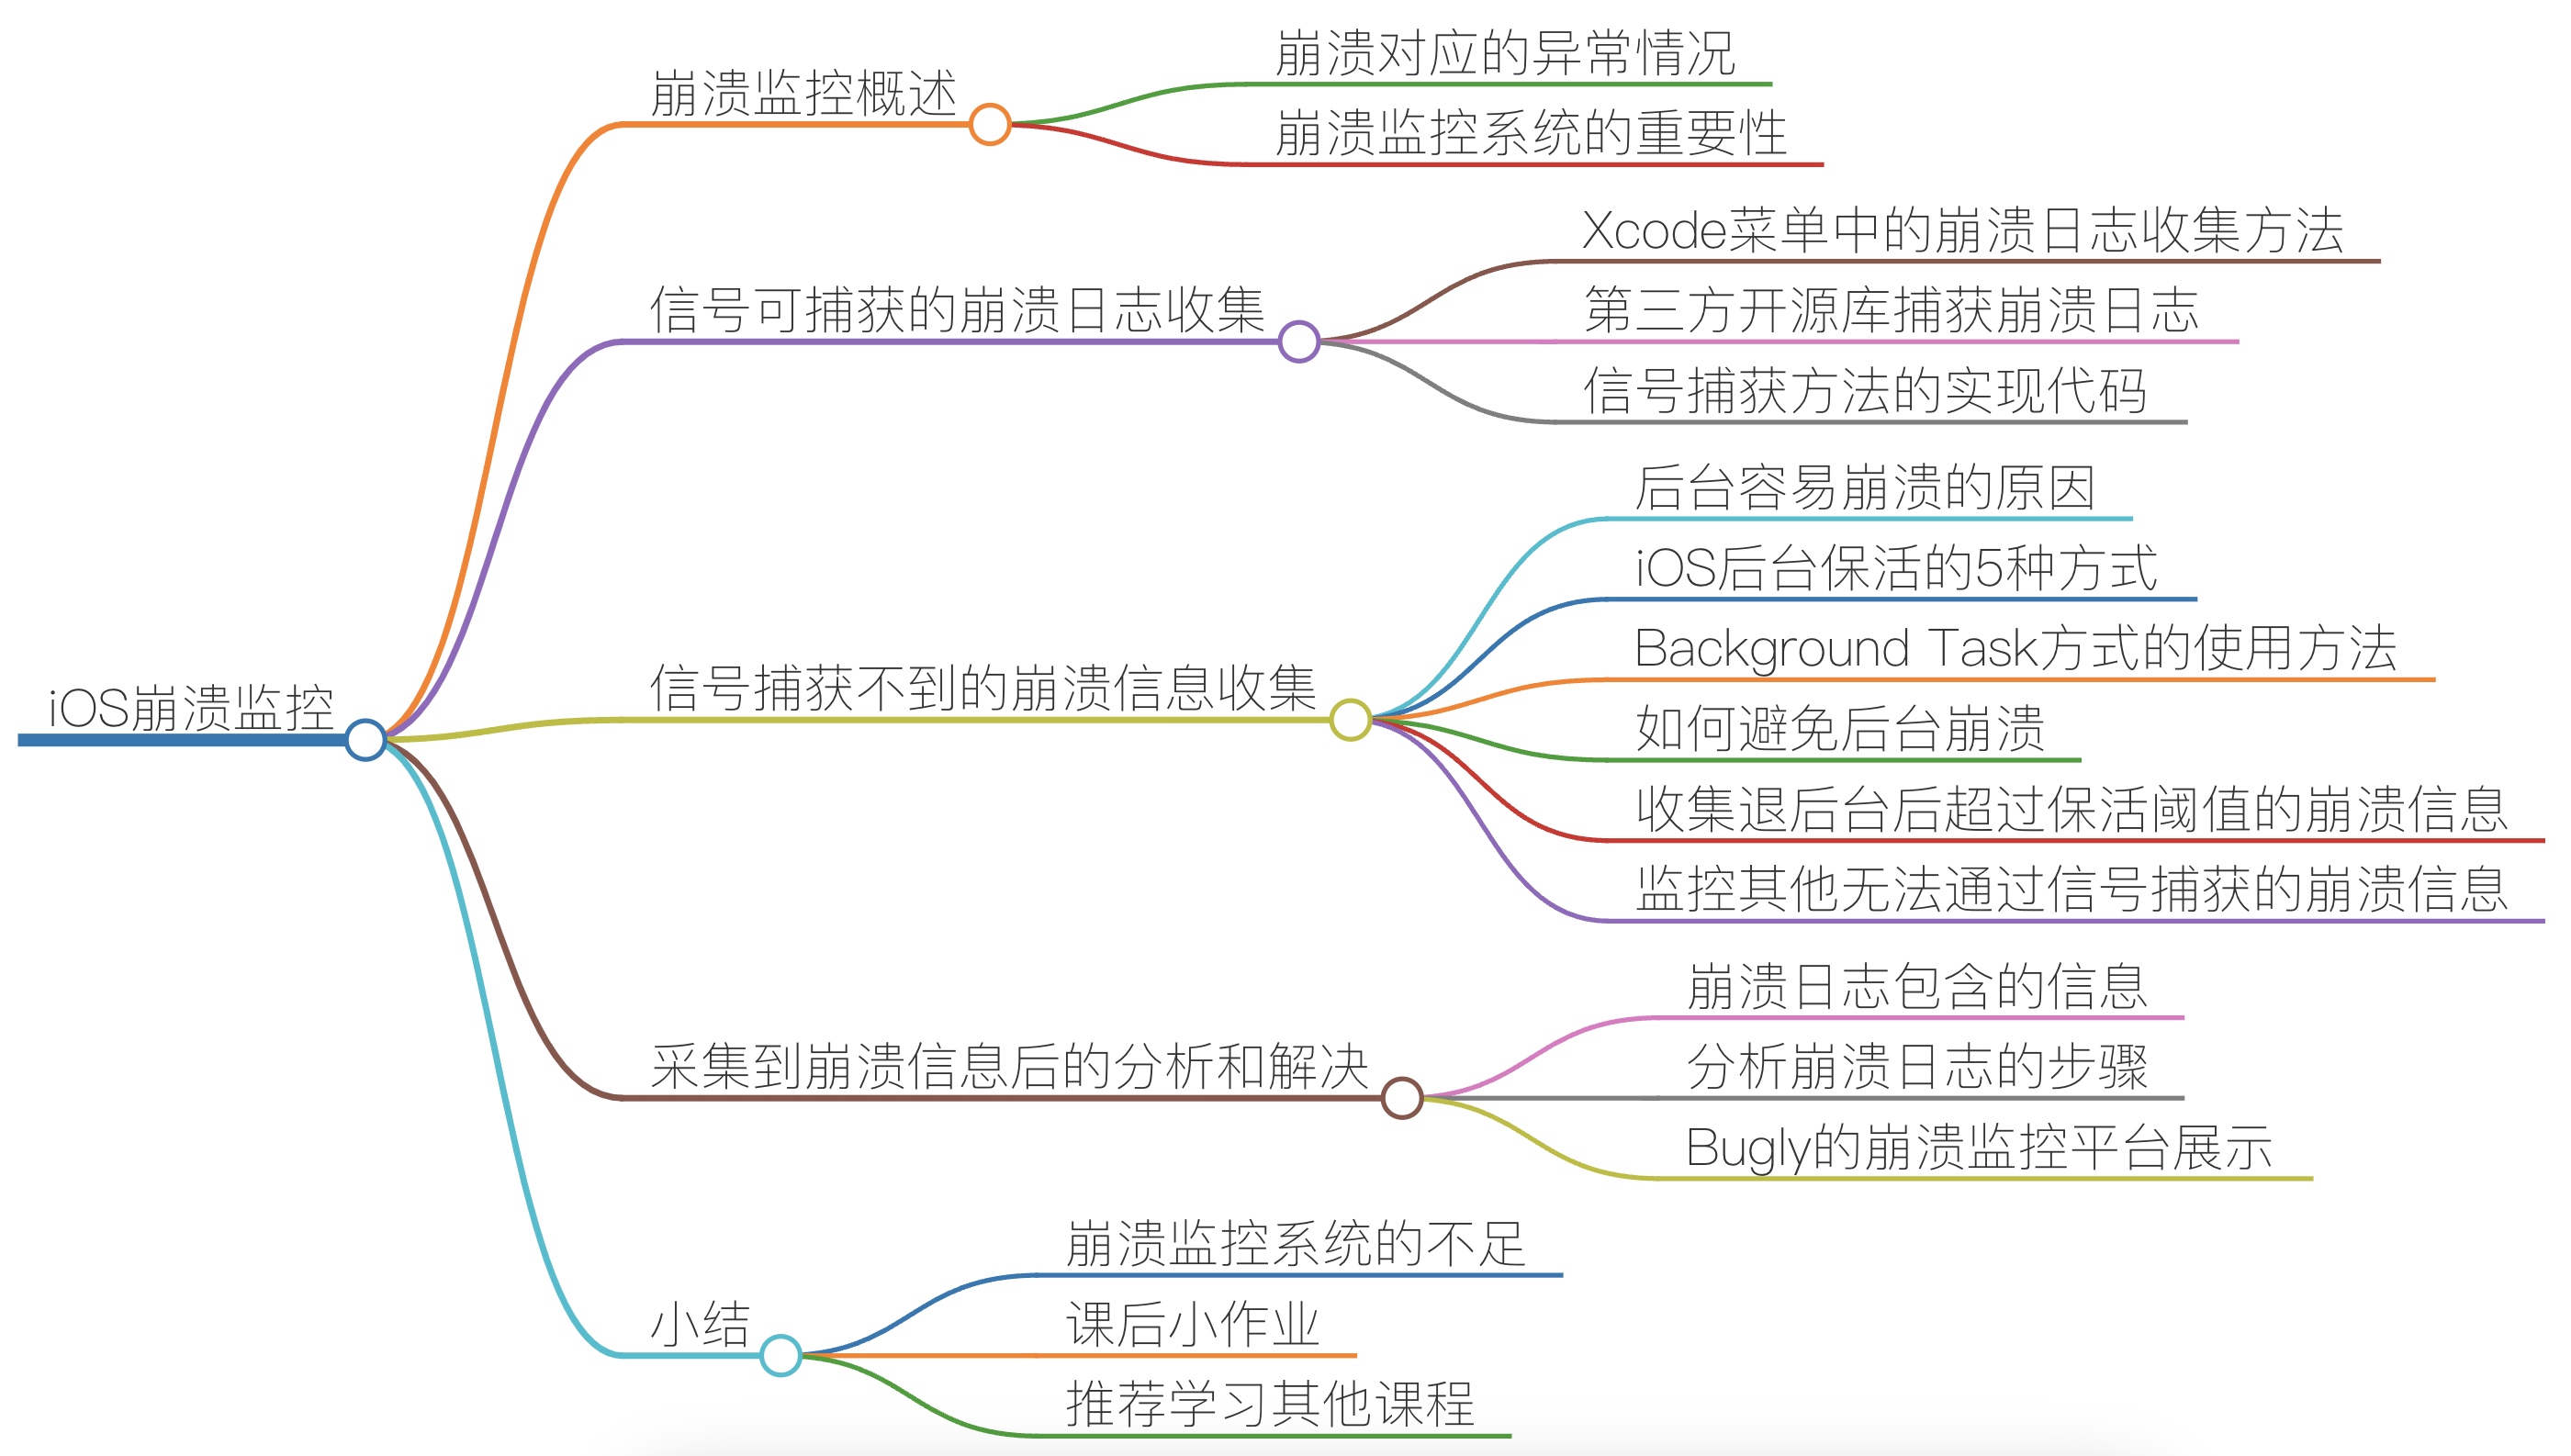 崩溃对应的异常情况
崩溃监控概述
崩溃监控系统的重要性
Xcode菜单中的崩溃日志收集方法
信号可捕获的崩溃日志收集
第三方开源库捕获崩溃日志
信号捕获方法的实现代码
后台容易崩溃的原因
iOS后台保活的5种方式
Background Task方式的使用方法
信号捕获不到的崩溃信息收集
iOS崩溃监控
如何避免后台崩溃
收集退后台后超过保活阈值的崩溃信息
监控其他无法通过信号捕获的崩溃信息
崩溃日志包含的信息
采集到崩溃信息后的分析和解决
分析崩溃日志的步骤
Bugly的崩溃监控平台展示
崩溃监控系统的不足
小结
课后小作业
推荐学习其他课程